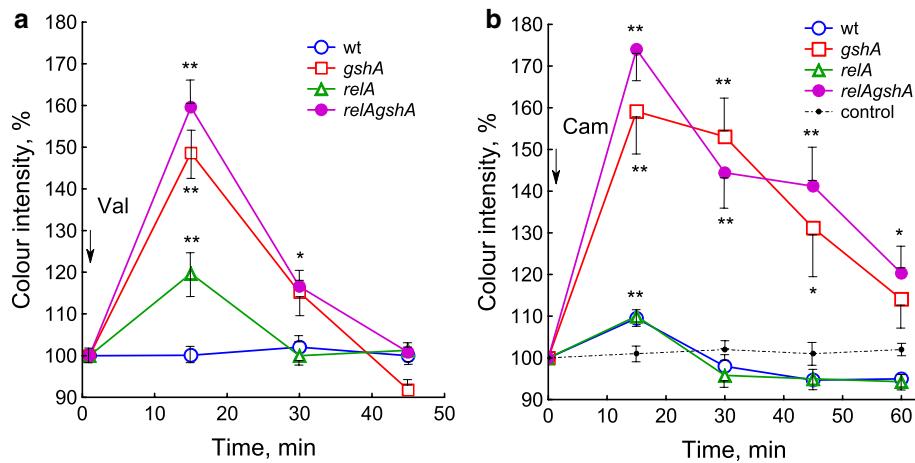 a
180
170
160
150
140
130
120
110
100
90
Colour intensity, %
0
10
20
30
40
50
Time, min
Val
**
**
**
*
wt
gshA
relA
relAgshA
b
180
170
160
150
140
130
120
110
100
90
Colour intensity, %
0
10
20
30
40
50
60
Time, min
Cam
**
**
**
**
**
**
*
*
wt
gshA
relA
relAgshA
control